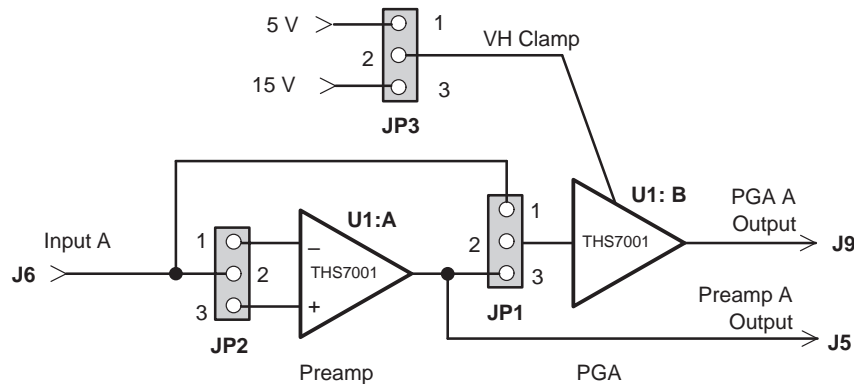 5 V
1
2
VH Clamp
15 V
3
JP3
U1:A
U1: B
PGA A
Output
J9
Input A
J6
1
2
3
JP2
–
+
THS7001
1
2
3
JP1
THS7001
Preamp A
Output
J5
Preamp
PGA